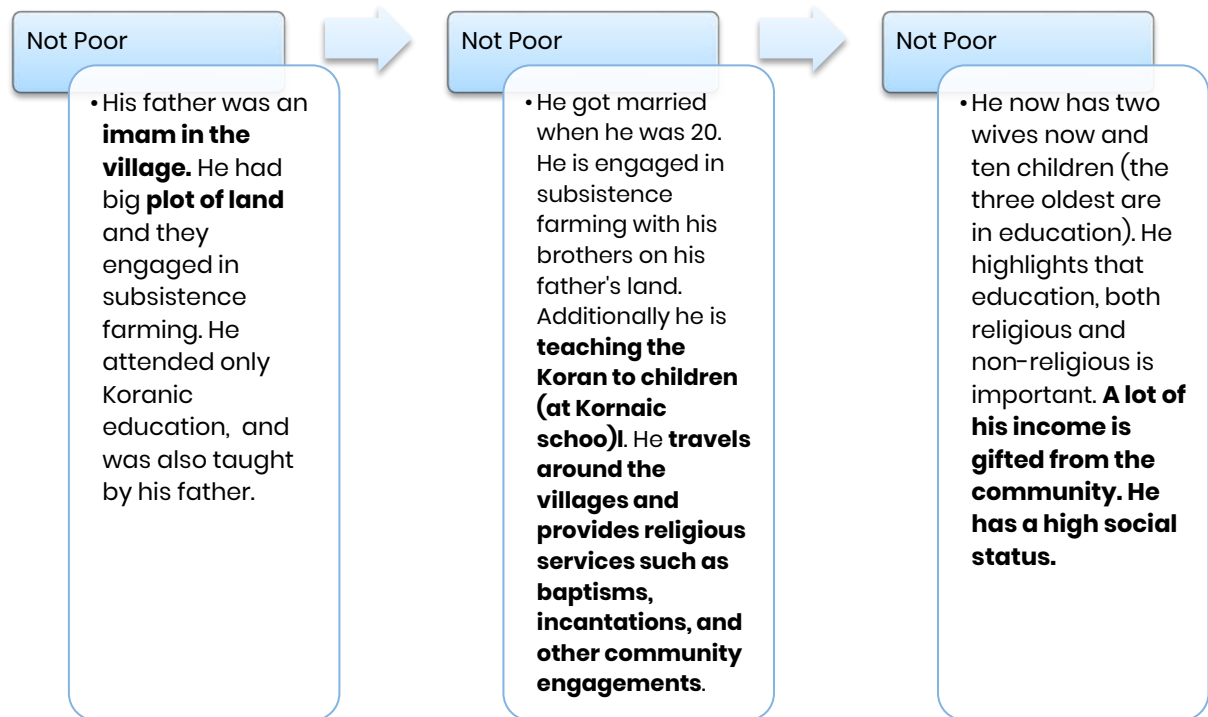 Not Poor
• His father was an
imam in the
village. He had
big plot of land
and they
engaged in
subsistence
farming. He
attended only
Koranic
education,  and
was also taught
by his father.
Not Poor
• He got married
when he was 20.
He is engaged in
subsistence
farming with his
brothers on his
father's land.
Additionally he is
teaching the
Koran to children
(at Kornaic
schoo)l. He travels
around the
villages and
provides religious
services such as
baptisms,
incantations, and
other community
engagements.
Not Poor
• He now has two
wives now and
ten children (the
three oldest are
in education). He
highlights that
education, both
religious and
non-religious is
important. A lot of
his income is
gifted from the
community. He
has a high social
status.